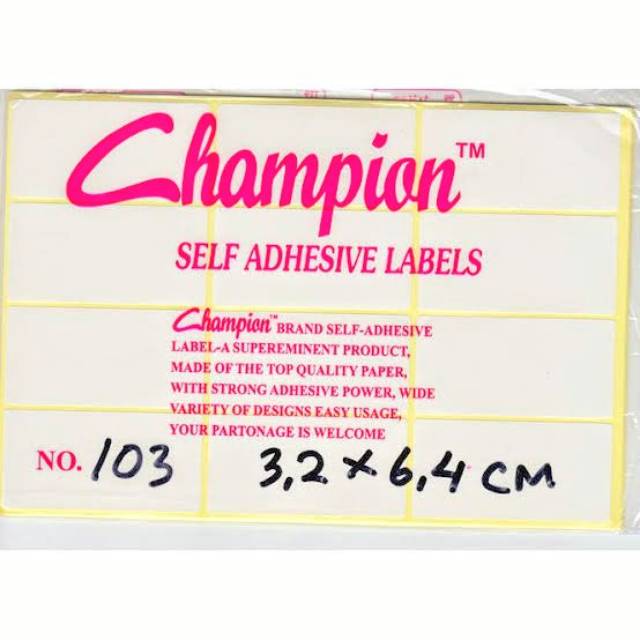 Champion™
SELF ADHESIVE LABELS
Champion™ BRAND SELF-ADHESIVE
LABEL-A SUPEREMINENT PRODUCT,
MADE OF THE TOP QUALITY PAPER,
WITH STRONG ADHESIVE POWER, WIDE
VARIETY OF DESIGNS EASY USAGE,
YOUR PARTONAGE IS WELCOME
NO. 103 3,2 x 6,4 CM